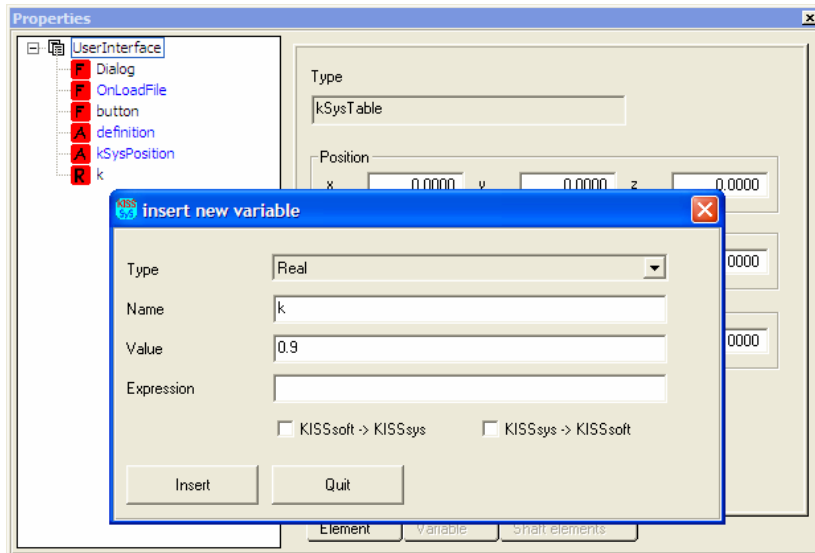 Properties
UserInterface
F Dialog
F OnLoadFile
F button
A definition
A kSysPosition
R k
Type
kSysTable
Position
x 0.0000 y 0.0000 z 0.0000
0000
0000
KISS sys insert new variable
Type Real
Name k
Value 0.9
Expression
KISSsoft -> KISSsys KISSsys -> KISSsoft
Insert Quit
Element Variable Shaft elements